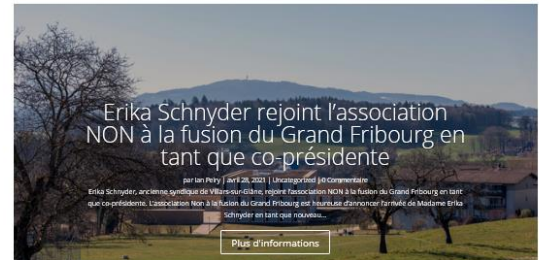 Erika Schnyder rejoint l'association
NON à la fusion du Grand Fribourg en
tant que co-présidente
par Ian Peiry | avril 28, 2021 | Uncategorized | 0 Commentaire
Erika Schnyder, ancienne syndique de Villars-sur-Glâne, rejoint l'association NON à la fusion du Grand Fribourg en tant
que co-présidente. L'association Non à la fusion du Grand Fribourg est heureuse d'annoncer l'arrivée de Madame Erika
Schnyder en tant que nouveau...
Plus d'informations